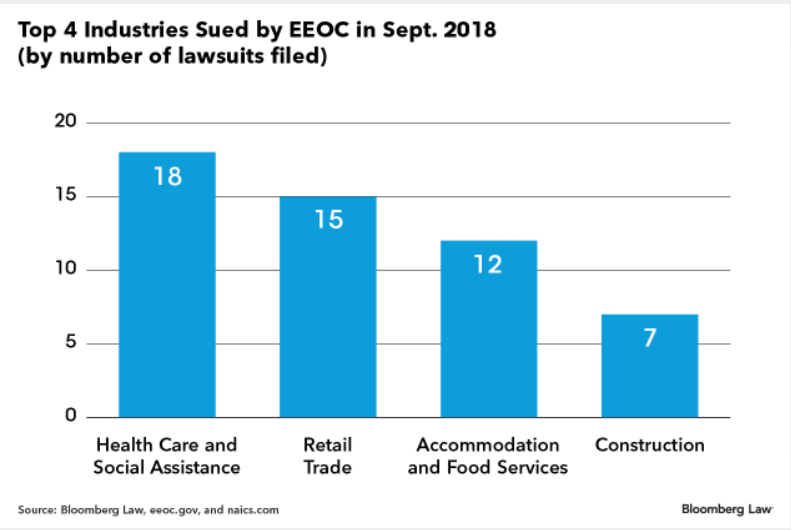 Top 4 Industries Sued by EEOC in Sept. 2018
(by number of lawsuits filed)
20
15
10
5
0
18
15
12
7
Health Care and
Social Assistance
Retail
Trade
Accommodation
and Food Services
Construction
Source: Bloomberg Law, eeoc.gov, and naics.com
Bloomberg Law